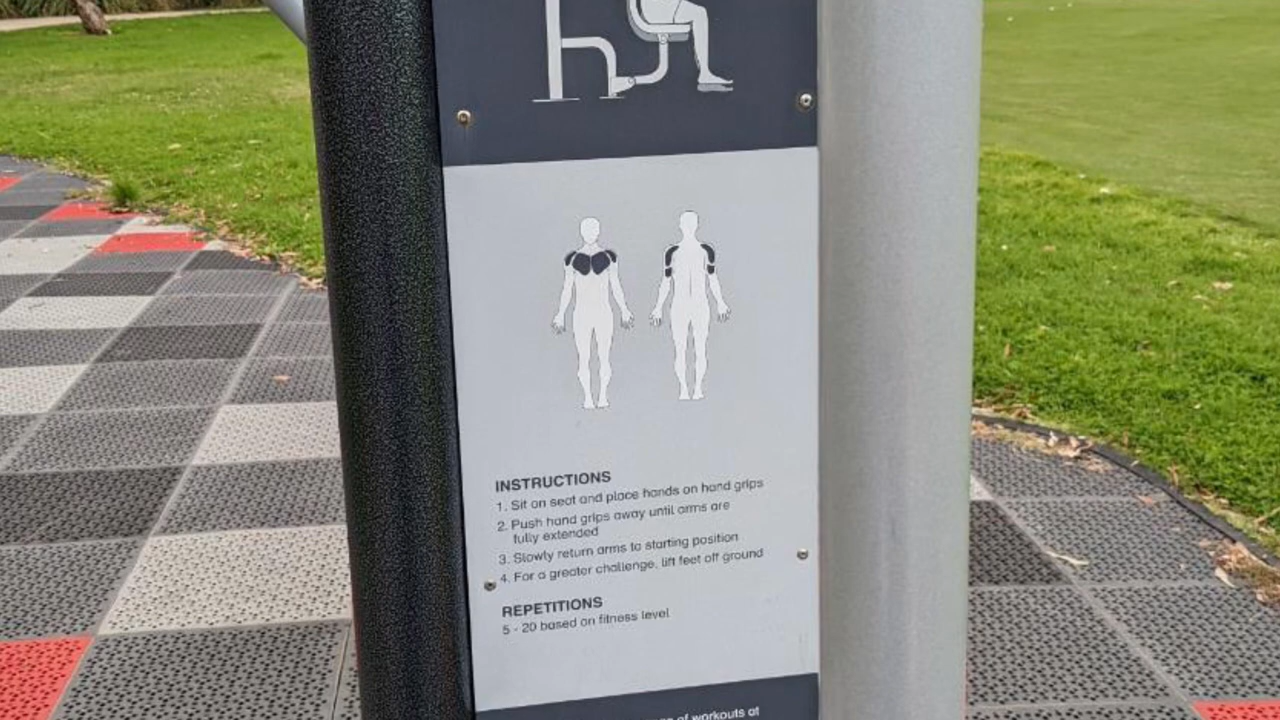 INSTRUCTIONS
1. Sit on seat and place hands on hand grips
2. Push hand grips away until arms are
fully extended
3. Slowly return arms to starting position
4. For a greater challenge, lift feet off ground
REPETITIONS
5 - 20 based on fitness level
of workouts at